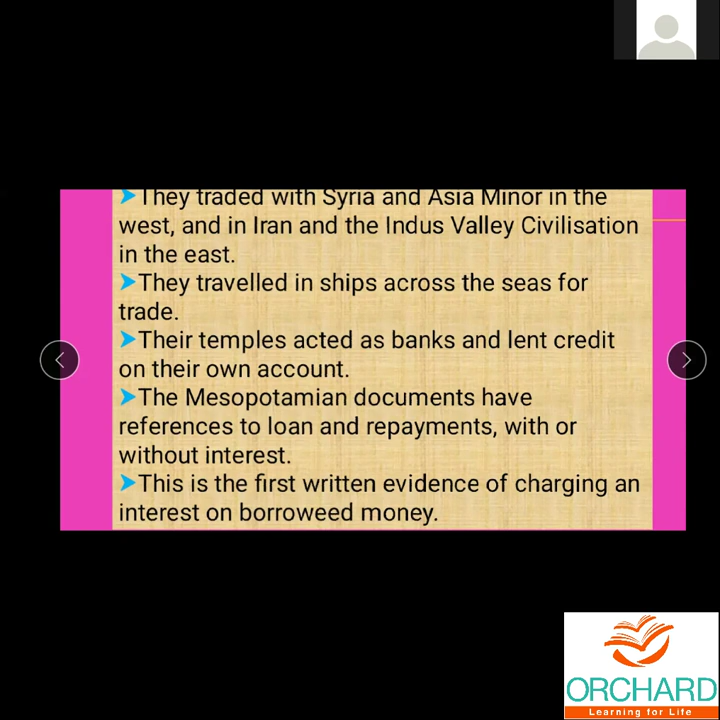 ➤They traded with Syria and Asia Minor in the
west, and in Iran and the Indus Valley Civilisation
in the east.
➤They travelled in ships across the seas for
trade.
➤Their temples acted as banks and lent credit
on their own account.
➤The Mesopotamian documents have
references to loan and repayments, with or
without interest.
➤This is the first written evidence of charging an
interest on borroweed money.
ORCHARD
Learning for Life